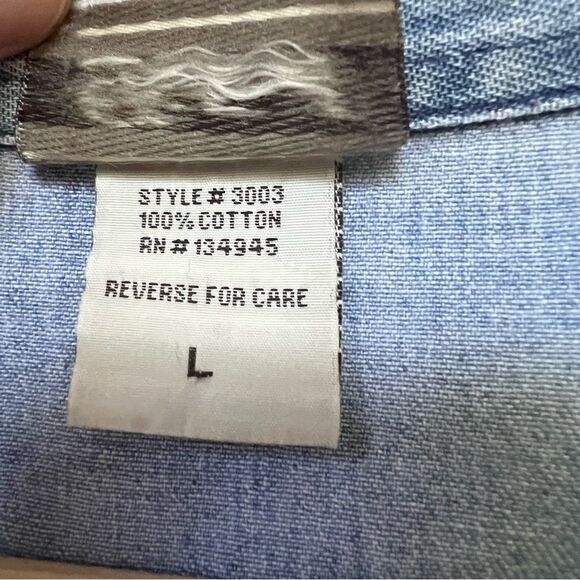 STYLE # 3003
100% COTTON
RN # 134945
REVERSE FOR CARE
L